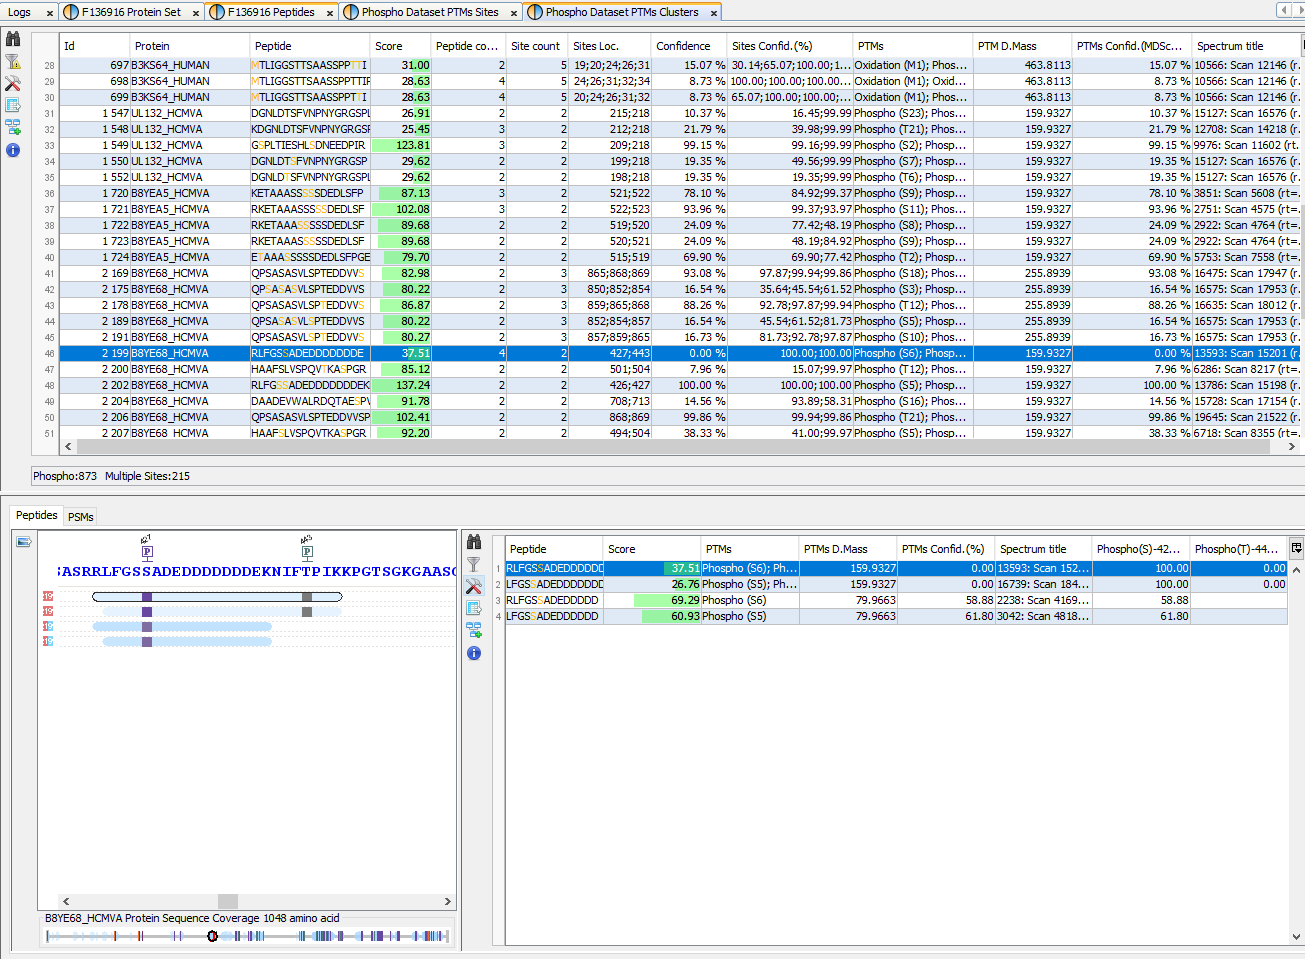 Logs × F136916 Protein Set × F136916 Peptides × Phospho Dataset PTMs Sites × Phospho Dataset PTMs Clusters ×
Id Protein Peptide Score Peptide co... Site count Sites Loc. Confidence Sites Confid.(%) PTMs PTM D.Mass PTMs Confid.(MDSc... Spectrum title
28 697 B3KS64_HUMAN MTLIGGSTTSAASSPPTTI 31.00 2 5 19;20;24;26;31 15.07 % 30.14;65.07;100.00;1... Oxidation (M1); Phos... 463.8113 15.07 % 10566: Scan 12146 (r...
29 698 B3KS64_HUMAN MTLIGGSTTSAASSPPTTIF 28.63 4 5 24;26;31;32;34 8.73 % 100.00;100.00;100.00;... Oxidation (M1); Oxid... 463.8113 8.73 % 10566: Scan 12146 (r...
30 699 B3KS64_HUMAN MTLIGGSTTSAASSPPTTI 28.63 4 5 20;24;26;31;32 8.73 % 65.07;100.00;100.00;... Oxidation (M1); Phos... 463.8113 8.73 % 10566: Scan 12146 (r...
31 1 547 UL132_HCMVA DGNLDTSFVNPNYGRGSPL 26.91 2 2 215;218 10.37 % 16.45;99.99 Phospho (S23); Phos... 159.9327 10.37 % 15127: Scan 16576 (r...
32 1 548 UL132_HCMVA KDGNLDTSFVNPNYGRGSF 25.45 3 2 212;218 21.79 % 39.98;99.99 Phospho (T21); Phos... 159.9327 21.79 % 12708: Scan 14218 (r...
33 1 549 UL132_HCMVA GSPLTIESHLSDNEEDPIR 123.81 3 2 209;218 99.15 % 99.16;99.99 Phospho (S2); Phosp... 159.9327 99.15 % 9976: Scan 11602 (rt...
34 1 550 UL132_HCMVA DGNLDTSFVNPNYGRGSP 29.62 2 2 199;218 19.35 % 49.56;99.99 Phospho (S7); Phosp... 159.9327 19.35 % 15127: Scan 16576 (r...
35 1 552 UL132_HCMVA DGNLDTSFVNPNYGRGSPL 29.62 2 2 198;218 19.35 % 19.35;99.99 Phospho (T6); Phosp... 159.9327 19.35 % 15127: Scan 16576 (r...
36 1 720 B8YEA5_HCMVA KETAAASSSSSDEDLSFP 87.13 3 2 521;522 78.10 % 84.92;99.37 Phospho (S9); Phosp... 159.9327 78.10 % 3851: Scan 5608 (rt=...
37 1 721 B8YEA5_HCMVA RKETAAASSSSSDEDLSF 102.08 3 2 522;523 93.96 % 99.37;93.97 Phospho (S11); Phos... 159.9327 93.96 % 2751: Scan 4575 (rt=...
38 1 722 B8YEA5_HCMVA RKETAAASSSSSDEDLSF 89.68 4 2 519;520 24.09 % 77.42;48.19 Phospho (S8); Phosp... 159.9327 24.09 % 2922: Scan 4764 (rt=...
39 1 723 B8YEA5_HCMVA RKETAAASSSSSDEDLSF 89.68 4 2 520;521 24.09 % 48.19;84.92 Phospho (S9); Phosp... 159.9327 24.09 % 2922: Scan 4764 (rt=...
40 1 724 B8YEA5_HCMVA ETAAASSSSSDEDLSFPGE 79.70 2 2 515;519 69.90 % 69.90;77.42 Phospho (T2); Phosp... 159.9327 69.90 % 5753: Scan 7558 (rt=...
41 2 169 B8YE68_HCMVA QPSASASVLSPTEDDVVS 82.98 2 3 865;868;869 93.08 % 97.87;99.94;99.86 Phospho (S18); Phos... 255.8939 93.08 % 16475: Scan 17947 (r...
42 2 175 B8YE68_HCMVA QPSASASVLSPTEDDVVS 80.22 2 3 850;852;854 16.54 % 35.64;45.54;61.52 Phospho (S3); Phosp... 255.8939 16.54 % 16575: Scan 17953 (r...
43 2 178 B8YE68_HCMVA QPSASASVLSPTEDDVVS 86.87 2 3 859;865;868 88.26 % 92.78;97.87;99.94 Phospho (T12); Phos... 255.8939 88.26 % 16635: Scan 18012 (r...
44 2 189 B8YE68_HCMVA QPSASASVLSPTEDDVVS 80.22 2 3 852;854;857 16.54 % 45.54;61.52;81.73 Phospho (S5); Phosp... 255.8939 16.54 % 16575: Scan 17953 (r...
45 2 191 B8YE68_HCMVA QPSASASVLSPTEDDVVS 80.27 2 3 857;859;865 16.73 % 81.73;92.78;97.87 Phospho (S10); Phos... 255.8939 16.73 % 16575: Scan 17953 (r...
46 2 199 B8YE68_HCMVA RLFGSSADEDDDDDDDE 37.51 4 2 427;443 0.00 % 100.00;100.00 Phospho (S6); Phosp... 159.9327 0.00 % 13593: Scan 15201 (r...
47 2 200 B8YE68_HCMVA HAAFSLVSPQVTKASPGR 85.12 2 2 501;504 7.96 % 15.07;99.97 Phospho (T12); Phos... 159.9327 7.96 % 6286: Scan 8217 (rt=...
48 2 202 B8YE68_HCMVA RLFGSSADEDDDDDDDEK 137.24 2 2 426;427 100.00 % 100.00;100.00 Phospho (S5); Phosp... 159.9327 100.00 % 13786: Scan 15198 (r...
49 2 204 B8YE68_HCMVA DAADEVWALRDQTAESPV 91.78 2 2 708;713 14.56 % 93.89;58.31 Phospho (S16); Phos... 159.9327 14.56 % 15728: Scan 17154 (r...
50 2 206 B8YE68_HCMVA QPSASASVLSPTEDDVVSP 102.41 2 2 868;869 99.86 % 99.94;99.86 Phospho (T21); Phos... 159.9327 99.86 % 19645: Scan 21522 (r...
51 2 207 B8YE68_HCMVA HAAFSLVSPQVTKASPGR 92.20 2 2 494;504 38.33 % 41.00;99.97 Phospho (S5); Phosp... 159.9327 38.33 % 6718: Scan 8355 (rt=...
Phospho:873 Multiple Sites:215
Peptides PSMs
P P
SASRRLFGSSADEDDDDDDDEKNIFTPIKKPGTSGKGAASG
B8YE68_HCMVA Protein Sequence Coverage 1048 amino acid
Peptide Score PTMs PTMs D.Mass PTMs Confid.(%) Spectrum title Phospho(S)-42... Phospho(T)-44...
1 RLFGSSADEDDDDDD 37.51 Phospho (S6); Ph... 159.9327 0.00 13593: Scan 152... 100.00 0.00
2 LFGSSADEDDDDDDD 26.76 Phospho (S5); Ph... 159.9327 0.00 16739: Scan 184... 100.00 0.00
3 RLFGSSADEDDDDD 69.29 Phospho (S6) 79.9663 58.88 2238: Scan 4169... 58.88
4 LFGSSADEDDDDDD 60.93 Phospho (S5) 79.9663 61.80 3042: Scan 4818... 61.80